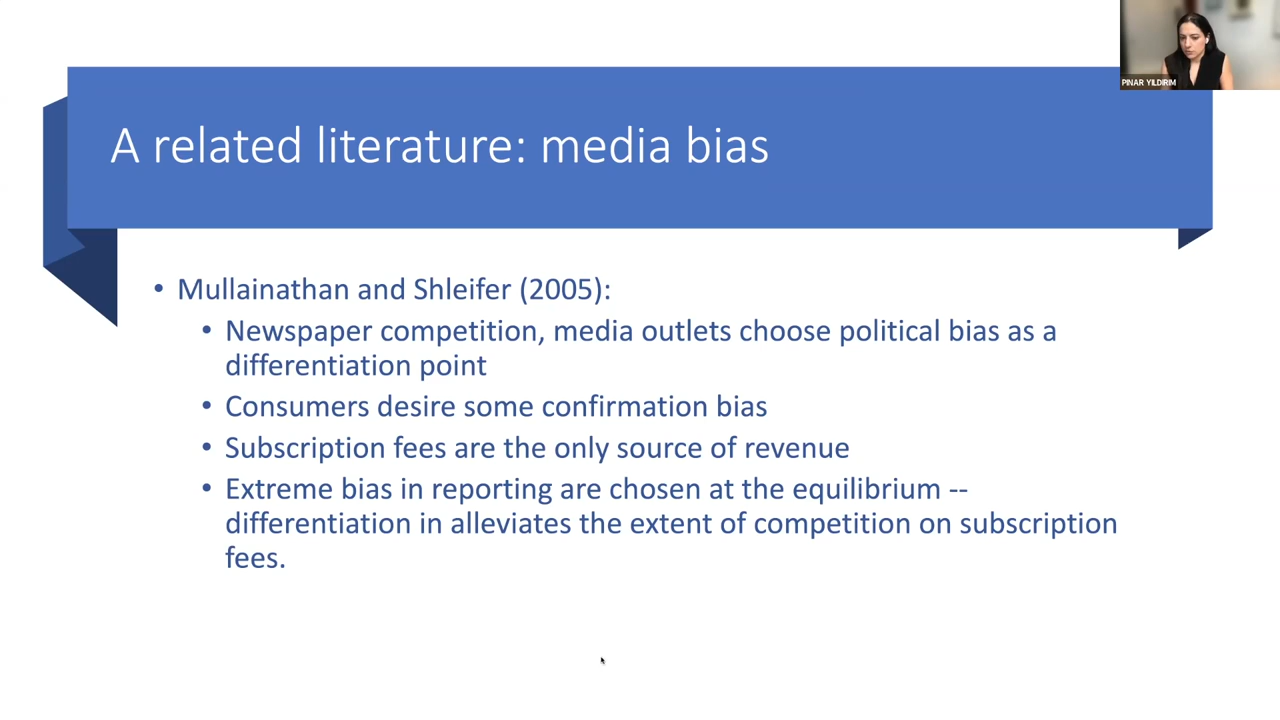 PINAR YILDIRIM
A related literature: media bias
• Mullainathan and Shleifer (2005):
• Newspaper competition, media outlets choose political bias as a
differentiation point
• Consumers desire some confirmation bias
• Subscription fees are the only source of revenue
• Extreme bias in reporting are chosen at the equilibrium --
differentiation in alleviates the extent of competition on subscription
fees.